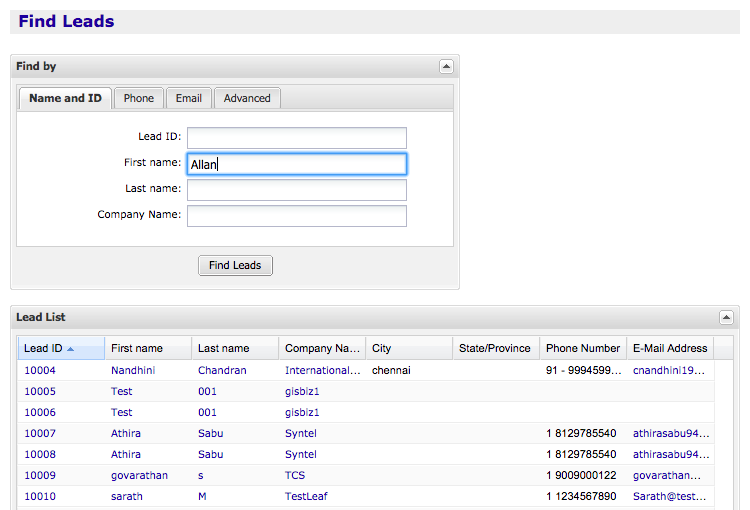 Find Leads
Find by
Name and ID Phone Email Advanced
Lead ID:
First name: Allan
Last name:
Company Name:
Find Leads
Lead List
Lead ID First name Last name Company Na... City State/Province Phone Number E-Mail Address
10004 Nandhini Chandran International... chennai 91 - 9994599... cnandhini19...
10005 Test 001 gisbiz1
10006 Test 001 gisbiz1
10007 Athira Sabu Syntel 1 8129785540 athirasabu94...
10008 Athira Sabu Syntel 1 8129785540 athirasabu94...
10009 govarathan s TCS 1 9009000122 govarathan...
10010 sarath M TestLeaf 1 1234567890 Sarath@test...